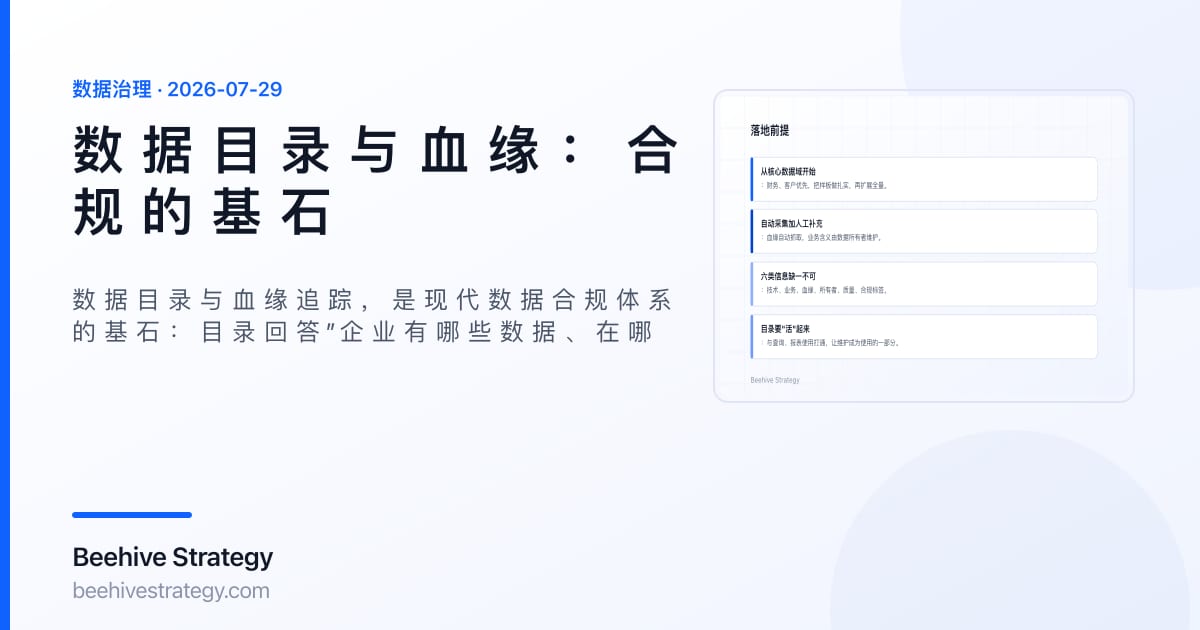 数据治理 · 2026-07-29
数据目录与血缘：合
规的基石
数据目录与血缘追踪，是现代数据合规体系
的基石：目录回答"企业有哪些数据、在哪
落地前提
从核心数据域开始
：财务、客户优先，把样板做扎实，再扩展全量。
自动采集加人工补充
：血缘自动抓取，业务含义由数据所有者维护。
六类信息缺一不可
：技术、业务、血缘、所有者、质量、合规标签。
目录要"活"起来
：与查询、报表使用打通，让维护成为使用的一部分。
Beehive Strategy
Beehive Strategy
beehivestrategy.com